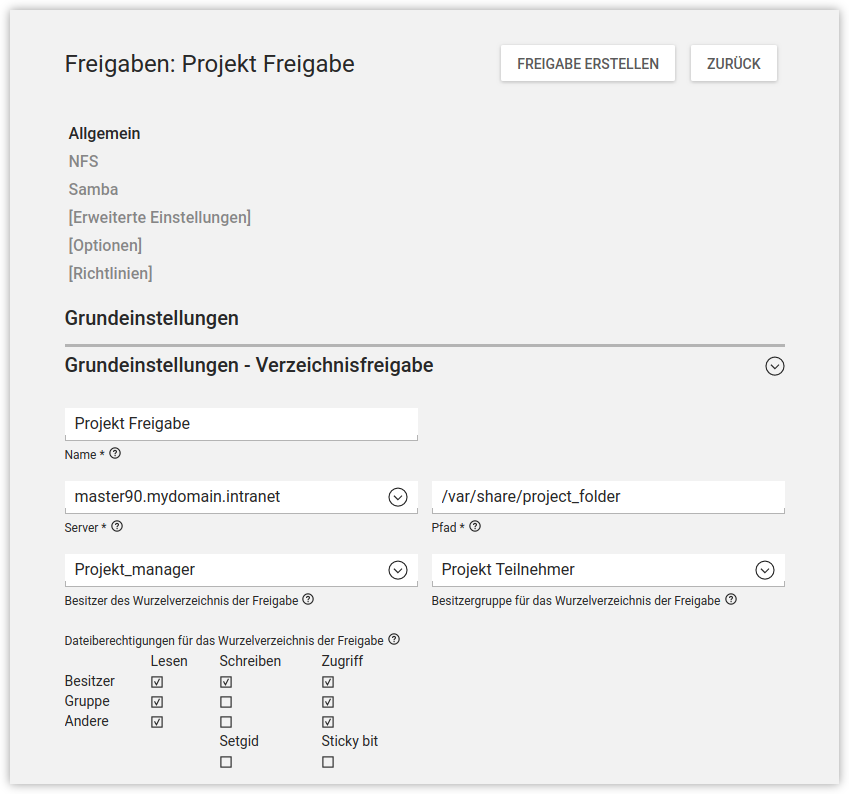 Freigaben: Projekt Freigabe
FREIGABE ERSTELLEN
ZURÜCK
Allgemein
NFS
Samba
[Erweiterte Einstellungen]
[Optionen]
[Richtlinien]
Grundeinstellungen
Grundeinstellungen - Verzeichnisfreigabe
Projekt Freigabe
Name *
master90.mydomain.intranet
/var/share/project_folder
Server *
Pfad *
Projekt_manager
Projekt Teilnehmer
Besitzer des Wurzelverzeichnis der Freigabe
Besitzergruppe für das Wurzelverzeichnis der Freigabe
Dateiberechtigungen für das Wurzelverzeichnis der Freigabe
Lesen Schreiben Zugriff
Besitzer
Gruppe
Andere
Setgid Sticky bit